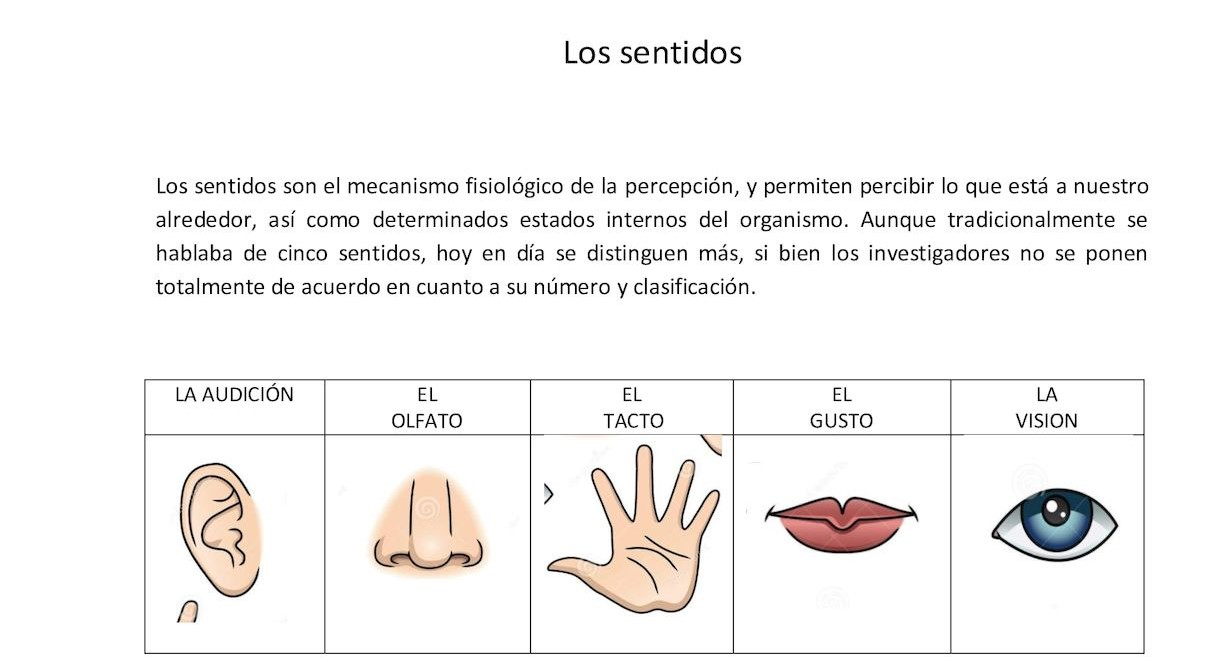 Los sentidos
Los sentidos son el mecanismo fisiológico de la percepción, y permiten percibir lo que está a nuestro
alrededor, así como determinados estados internos del organismo. Aunque tradicionalmente se
hablaba de cinco sentidos, hoy en día se distinguen más, si bien los investigadores no se ponen
totalmente de acuerdo en cuanto a su número y clasificación.
LA AUDICIÓN
EL
OLFATO
EL
TACTO
EL
GUSTO
LA
VISION